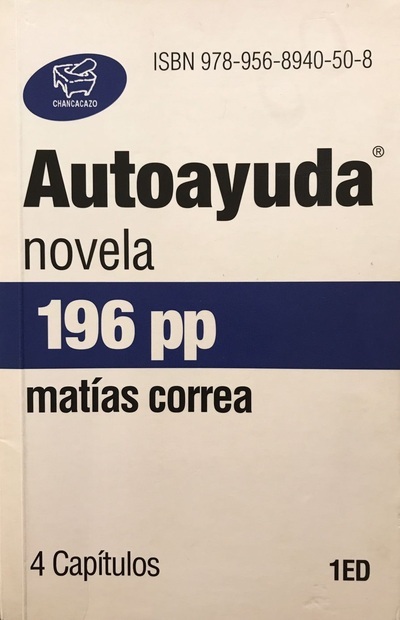 CHANCACAZO
ISBN 978-956-8940-50-8
Autoayuda®
novela
196 pp
matías correa
4 Capítulos
1ED